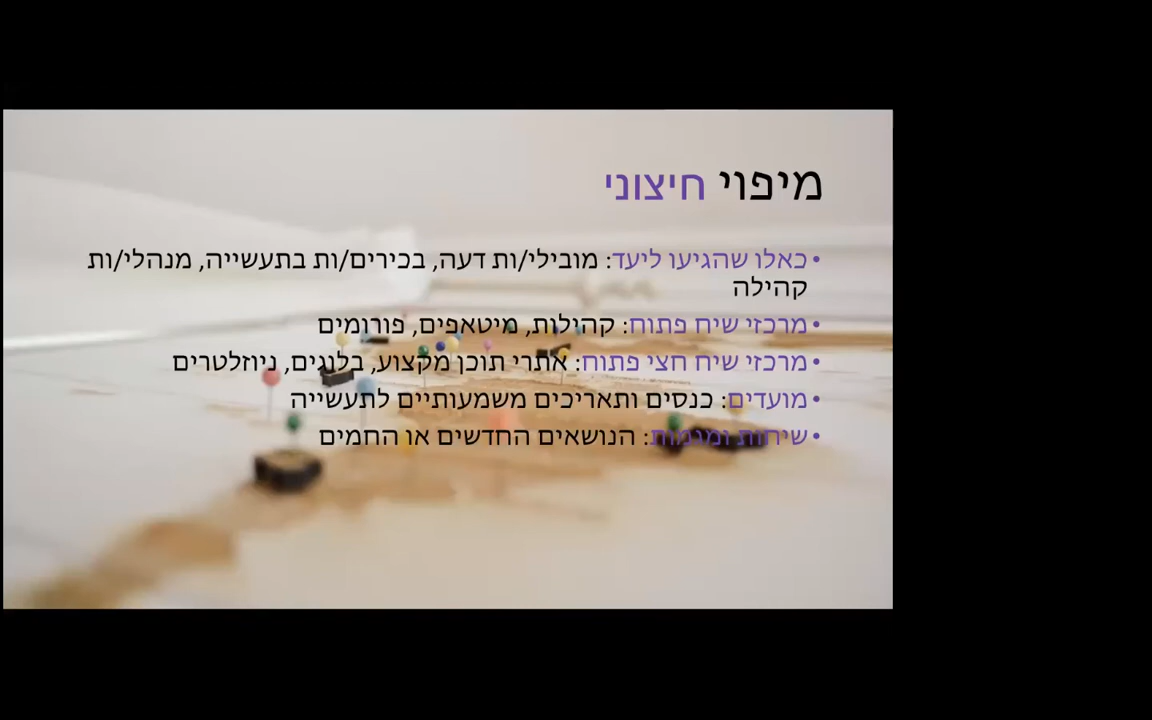 מיפוי חיצוני
• כאלו שהגיעו ליעד: מובילי/ות דעה, בכירים/ות בתעשייה, מנהלי/ות
קהילה
• מרכזי שיח פתוח: קהילות, מיטאפים, פורומים
• מרכזי שיח חצי פתוח: אתרי תוכן מקצוע, בלוגים, ניוזלטרים
• מועדים: כנסים ותאריכים משמעותיים לתעשייה
• שיחות ומגמות: הנושאים החדשים או החמים